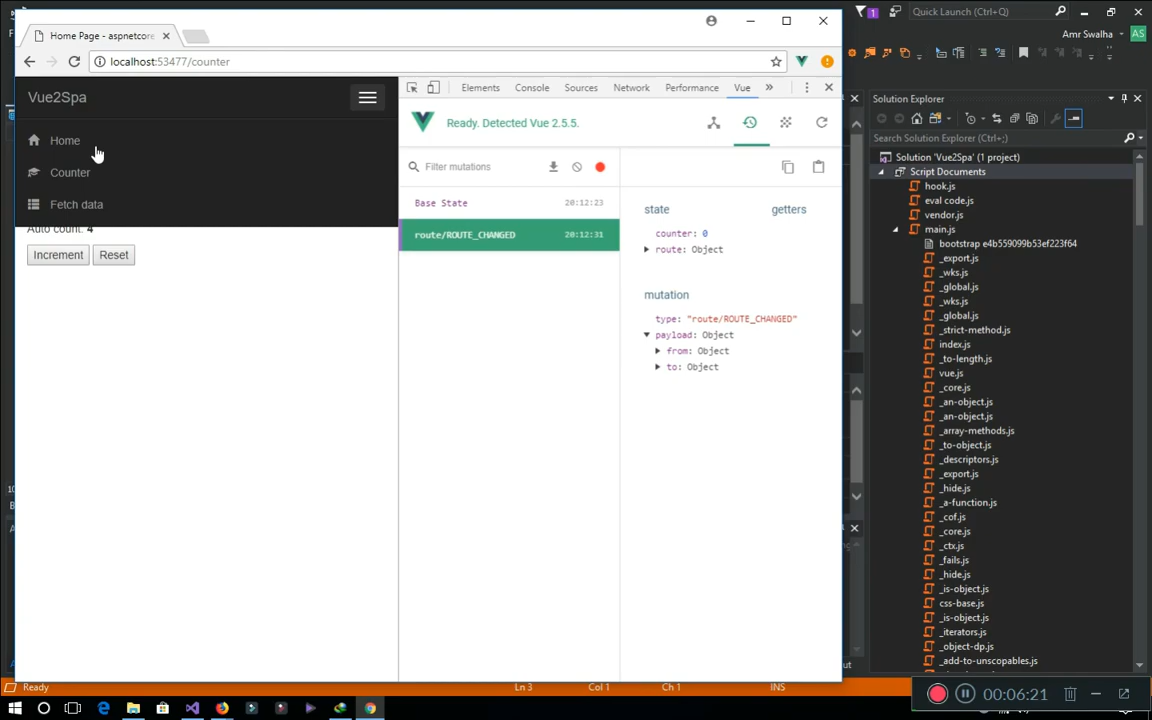 Quick Launch (Ctrl+Q)
1
Amr Swalha
AS
Home Page - aspnetcore
localhost:53477/counter
Vue2Spa
Home
Counter
Fetch data
Auto count: 4
Increment
Reset
Elements
Console
Sources
Network
Performance
Vue
Ready. Detected Vue 2.5.5.
Filter mutations
Base State
20:12:23
route/ROUTE_CHANGED
20:12:31
state
getters
counter: 0
route: Object
mutation
type: "route/ROUTE_CHANGED"
payload: Object
from: Object
to: Object
Solution Explorer
Search Solution Explorer (Ctrl+;)
Solution 'Vue2Spa' (1 project)
Script Documents
hook.js
eval code.js
vendor.js
main.js
bootstrap e4b559099b53ef223f64
_export.js
_wks.js
_global.js
_wks.js
_global.js
_strict-method.js
index.js
_to-length.js
vue.js
_core.js
_an-object.js
_an-object.js
_array-methods.js
_to-object.js
_descriptors.js
_export.js
_hide.js
_a-function.js
_cof.js
_core.js
_ctx.js
_fails.js
_hide.js
_is-object.js
css-base.js
_is-object.js
_iterators.js
_object-dp.js
_add-to-unscopables.js
Ready
Ln 3
Col 1
Ch 1
INS
00:06:21